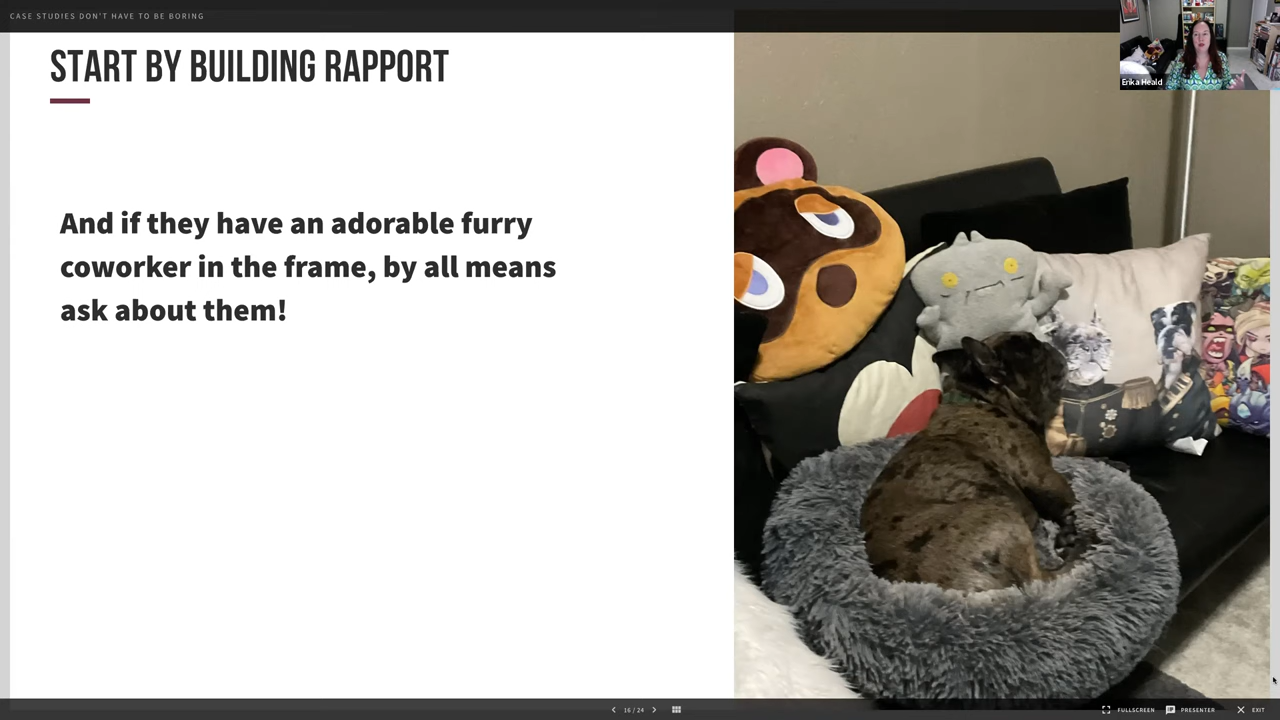 CASE STUDIES DON'T HAVE TO BE BORING
START BY BUILDING RAPPORT
And if they have an adorable furry
coworker in the frame, by all means
ask about them!
Erika Heald
16 / 24
FULLSCREEN
PRESENTER
EXIT